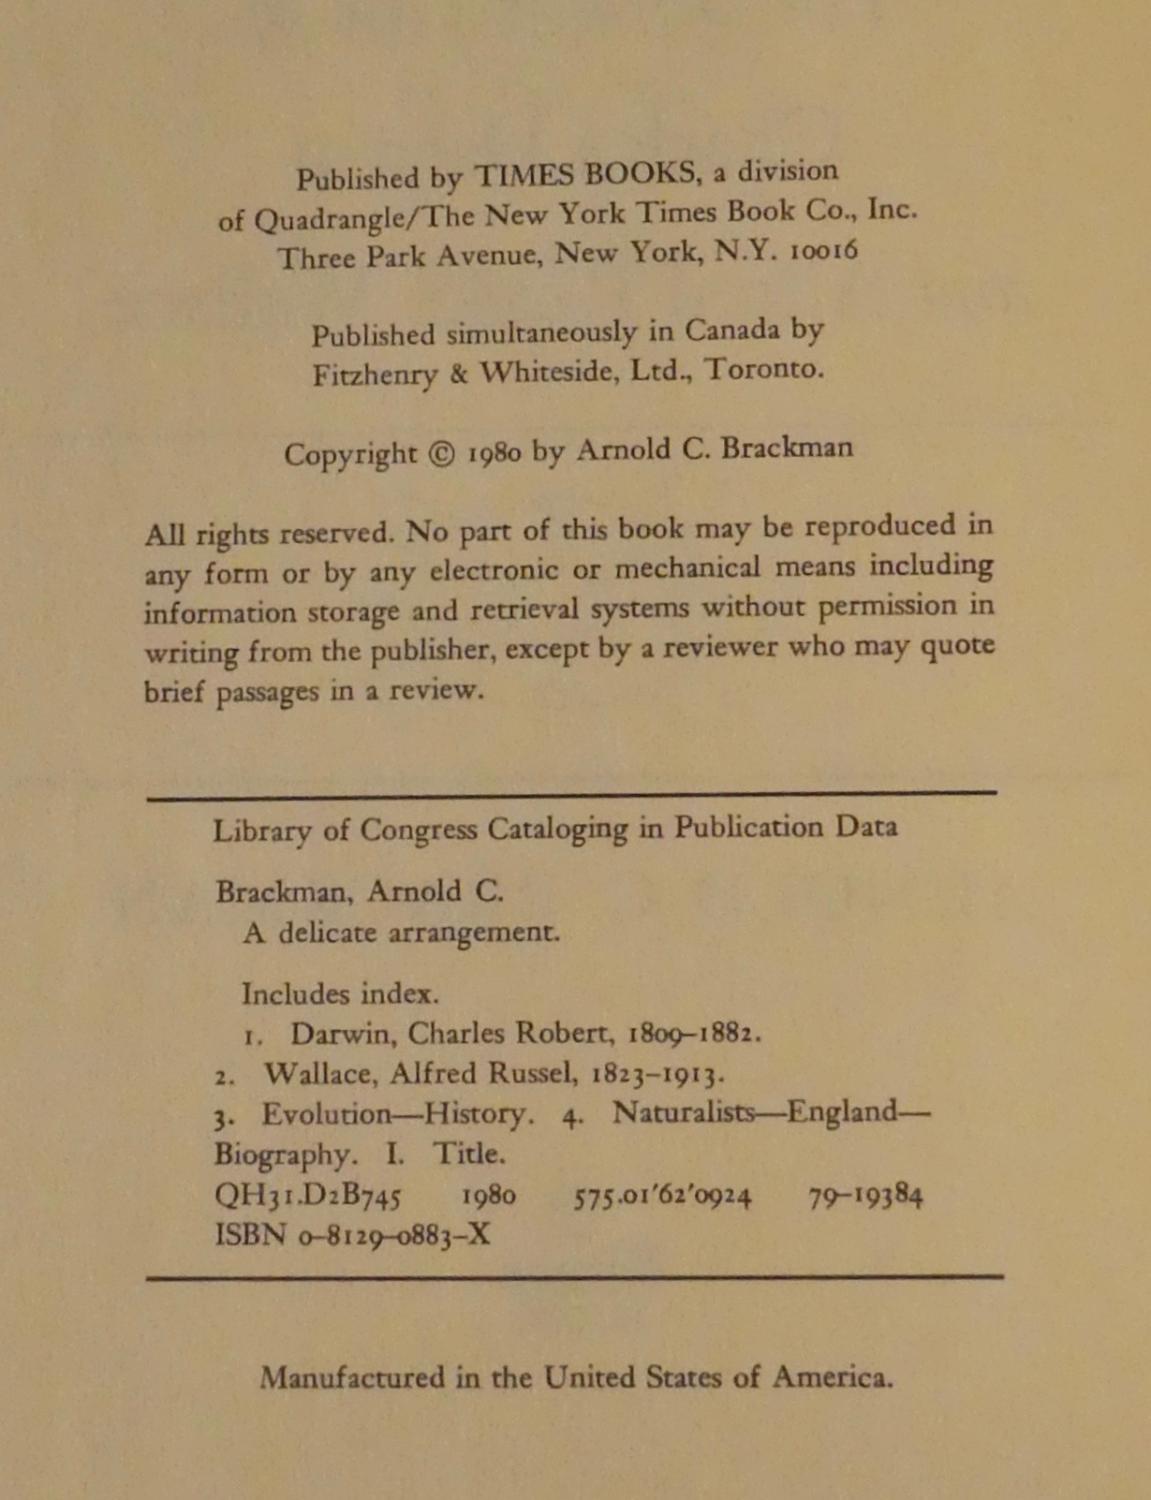 Published by TIMES BOOKS, a division
of Quadrangle/The New York Times Book Co., Inc.
Three Park Avenue, New York, N.Y. 10016
Published simultaneously in Canada by
Fitzhenry & Whiteside, Ltd., Toronto.
Copyright © 1980 by Arnold C. Brackman
All rights reserved. No part of this book may be reproduced in
any form or by any electronic or mechanical means including
information storage and retrieval systems without permission in
writing from the publisher, except by a reviewer who may quote
brief passages in a review.
Library of Congress Cataloging in Publication Data
Brackman, Arnold C.
A delicate arrangement.
Includes index.
1. Darwin, Charles Robert, 1809–1882.
2. Wallace, Alfred Russel, 1823–1913.
3. Evolution—History. 4. Naturalists—England—
Biography. I. Title.
QH31.D2B745 1980 575.01'62'0924 79–19384
ISBN 0–8129–0883–X
Manufactured in the United States of America.